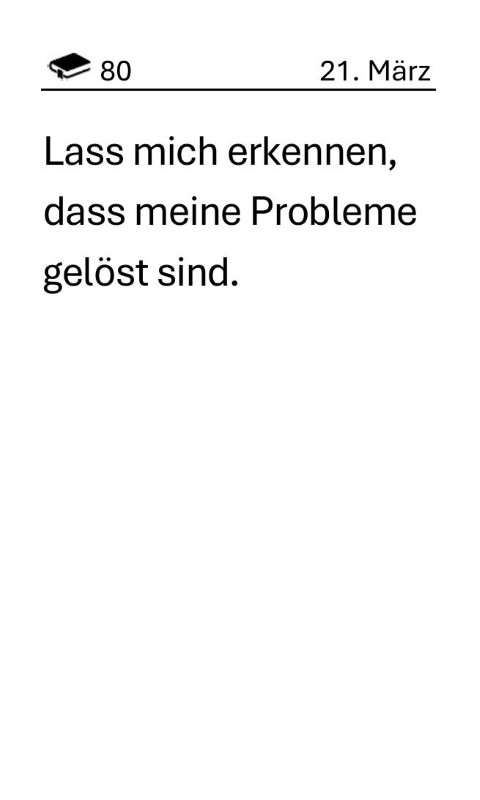 80 21. März
Lass mich erkennen,
dass meine Probleme
gelöst sind.